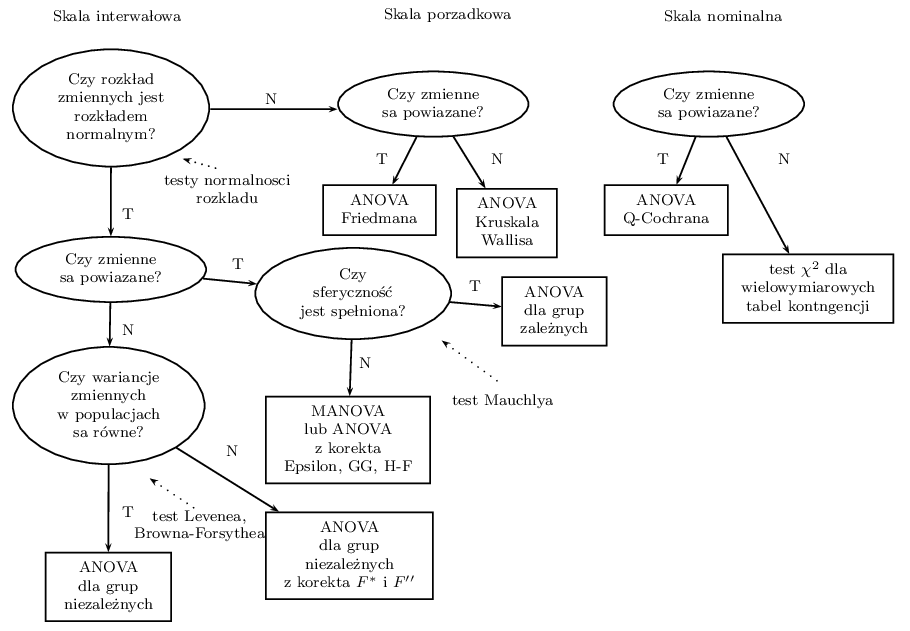 Skala interwałowa
Skala porzadkowa
Skala nominalna
Czy rozkład
zmiennych jest
rozkładem
normalnym?
N
Czy zmienne
sa powiazane?
Czy zmienne
sa powiazane?
testy normalnosci
rozkladu
T
T
N
ANOVA
Friedmana
ANOVA
Kruskala
Wallisa
T
N
ANOVA
Q-Cochrana
test χ² dla
wielowymiarowych
tabel kontngencji
Czy zmienne
sa powiazane?
T
Czy
sferyczność
jest spełniona?
T
ANOVA
dla grup
zależnych
N
N
test Mauchlya
Czy wariancje
zmiennych
w populacjach
sa równe?
MANOVA
lub ANOVA
z korekta
Epsilon, GG, H-F
N
T
test Levenea,
Browna-Forsythea
ANOVA
dla grup
niezależnych
z korekta F* i F′′
ANOVA
dla grup
niezależnych